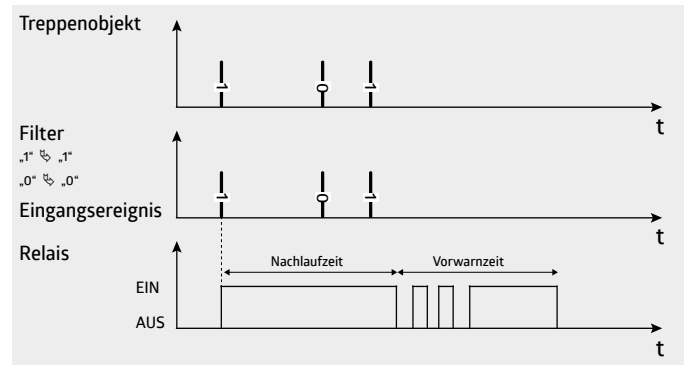 Treppenobjekt
1 0 1
t
Filter
„1“ ⮱ „1“
„0“ ⮱ „0“
1 0 1
Eingangsereignis
t
Relais
Nachlaufzeit Vorwarnzeit
EIN
AUS
t